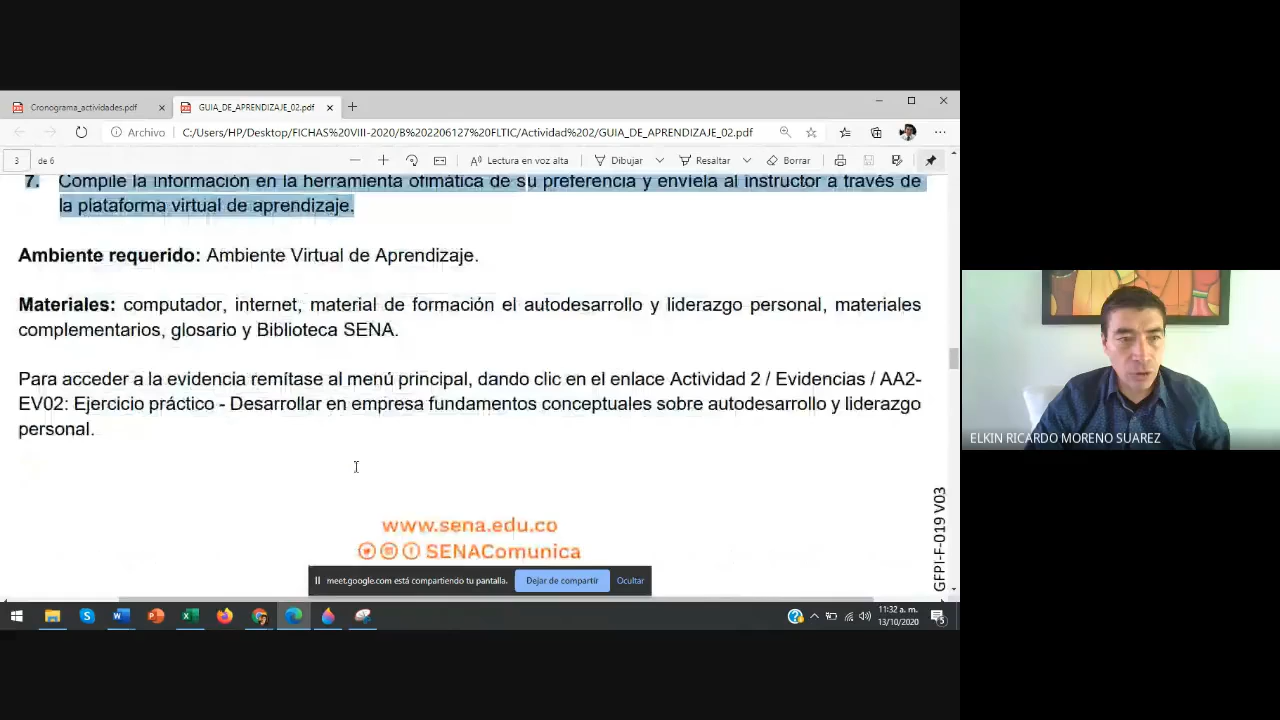 Cronograma_actividades.pdf
GUIA_DE_APRENDIZAJE_02.pdf
Archivo
C:/Users/HP/Desktop/FICHAS%20VIII-2020/B%202206127%20FLTIC/Actividad%202/GUIA_DE_APRENDIZAJE_02.pdf
3 de 6
Lectura en voz alta
Dibujar
Resaltar
Borrar
7. Compile la información en la herramienta ofimática de su preferencia y envíela al instructor a través de
la plataforma virtual de aprendizaje.
Ambiente requerido: Ambiente Virtual de Aprendizaje.
Materiales: computador, internet, material de formación el autodesarrollo y liderazgo personal, materiales
complementarios, glosario y Biblioteca SENA.
Para acceder a la evidencia remítase al menú principal, dando clic en el enlace Actividad 2 / Evidencias / AA2-
EV02: Ejercicio práctico - Desarrollar en empresa fundamentos conceptuales sobre autodesarrollo y liderazgo
personal.
www.sena.edu.co
SENAComunica
GFPI-F-019 V03
meet.google.com está compartiendo tu pantalla.
Dejar de compartir
Ocultar
11:32 a. m.
13/10/2020
5
ELKIN RICARDO MORENO SUAREZ